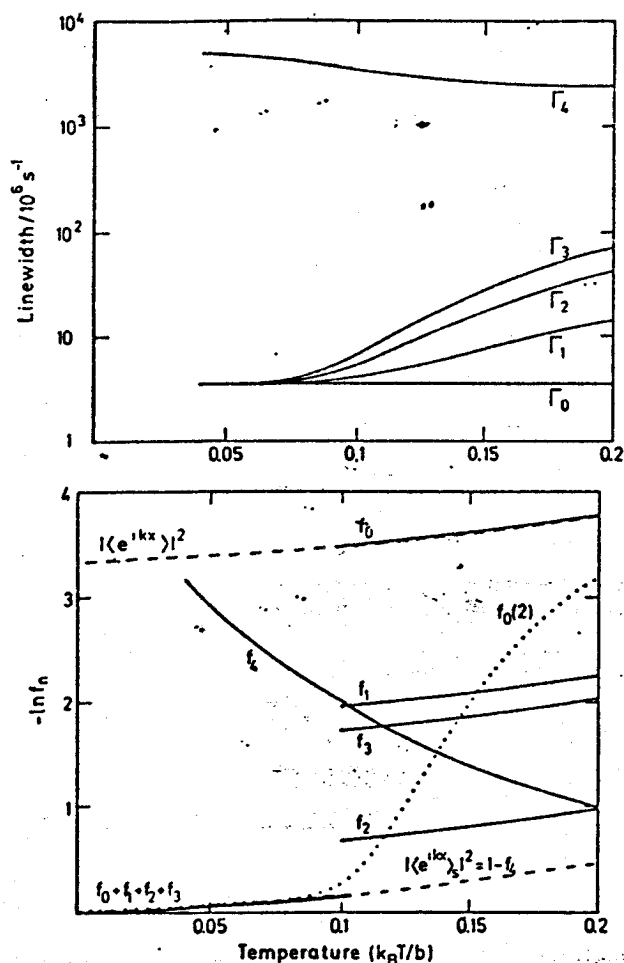 10⁴
10³
10²
10
1
Linewidth/10⁶ s⁻¹
Γ₄
Γ₃
Γ₂
Γ₁
Γ₀
0.05 0.1 0.15 0.2
4
3
2
1
-ln fₙ
|⟨e^{ikx}⟩|²
f₀
f₀(2)
f₄
f₁
f₃
f₂
|⟨e^{ikx}⟩ₛ|² = 1-f₄
f₀+f₁+f₂+f₃
0.05 0.1 0.15 0.2
Temperature (k_BT/b)